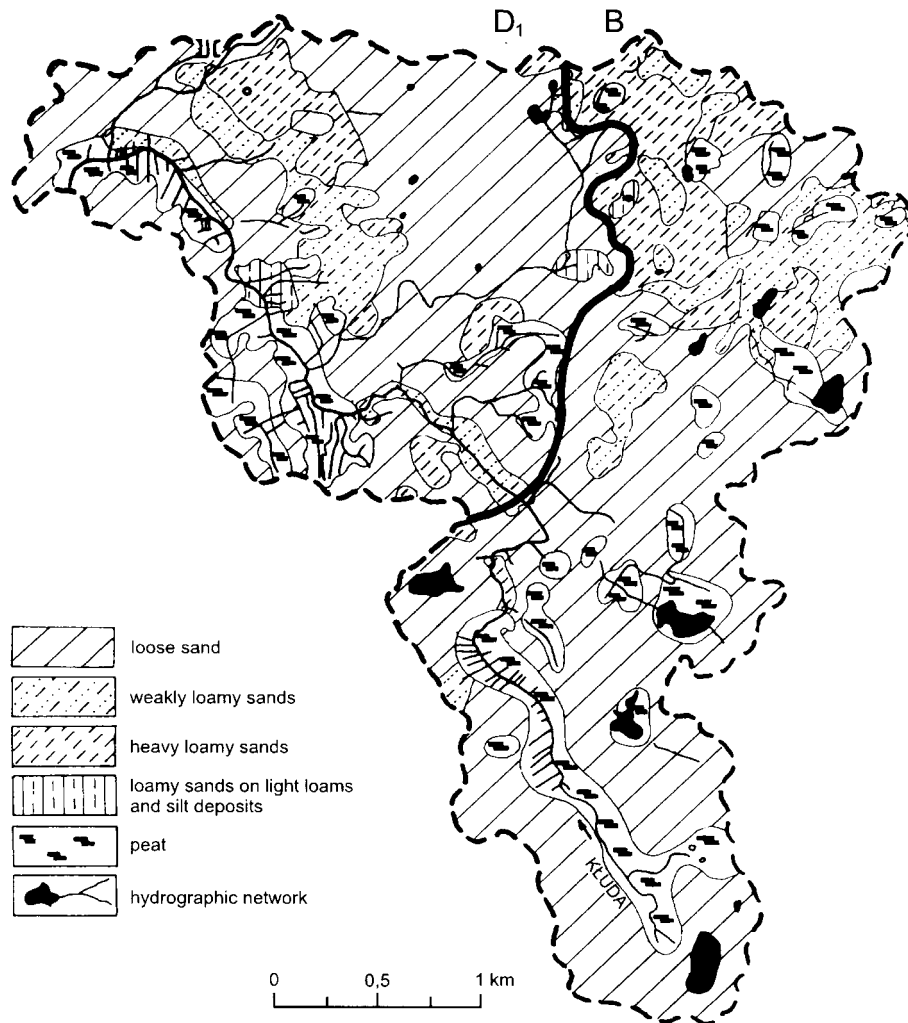 D₁ B
loose sand
weakly loamy sands
heavy loamy sands
loamy sands on light loams
and silt deposits
peat
hydrographic network
KŁUDA
0 0,5 1 km